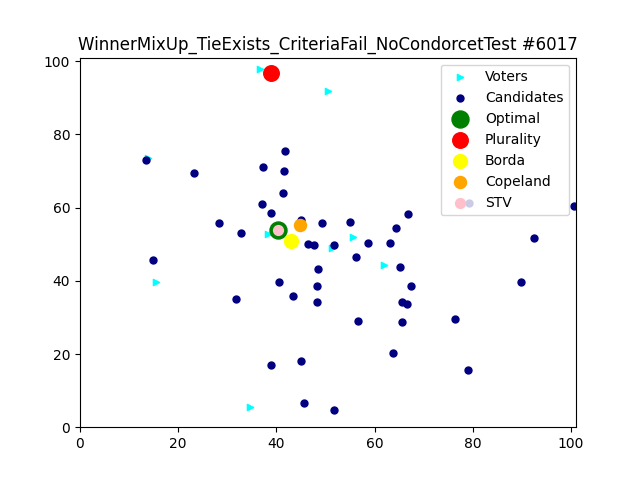 WinnerMixUp_TieExists_CriteriaFail_NoCondorcetTest #6017
100
80
60
40
20
0
0 20 40 60 80 100
Voters
Candidates
Optimal
Plurality
Borda
Copeland
STV